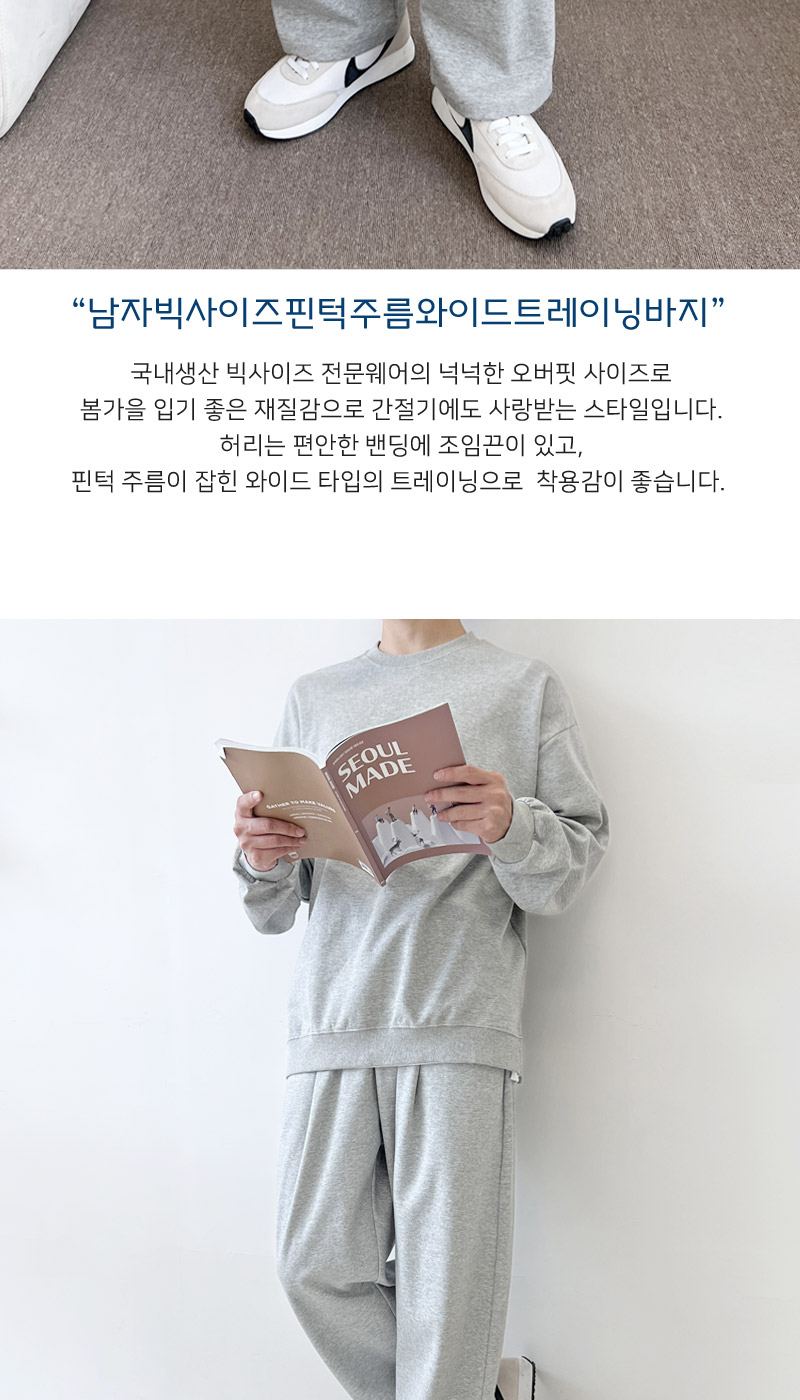 “남자빅사이즈핀턱주름와이드트레이닝바지”
국내생산 빅사이즈 전문웨어의 넉넉한 오버핏 사이즈로
봄가을 입기 좋은 재질감으로 간절기에도 사랑받는 스타일입니다.
허리는 편안한 밴딩에 조임끈이 있고,
핀턱 주름이 잡힌 와이드 타입의 트레이닝으로 착용감이 좋습니다.
SEOUL
MADE
GATHER TO MAKE VALUES